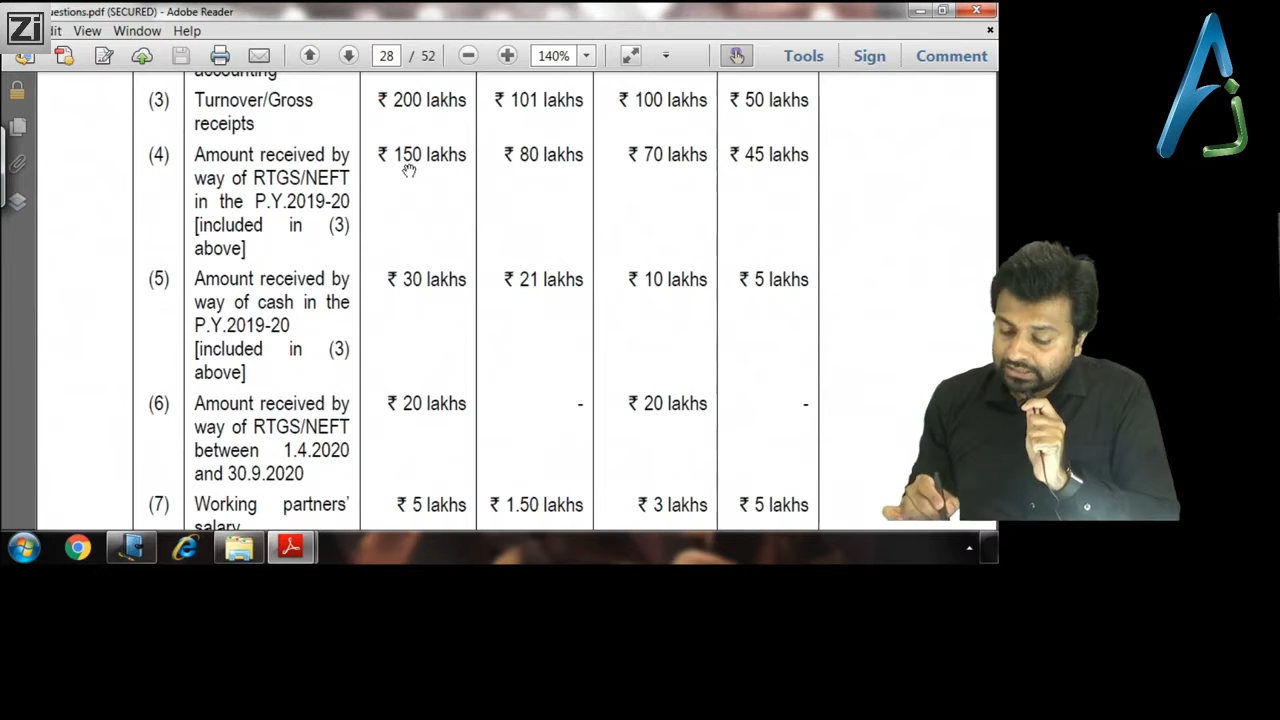 uestions.pdf (SECURED) - Adobe Reader
Zi
dit View Window Help
28 / 52 140% Tools Sign Comment
accounting
(3) Turnover/Gross ₹ 200 lakhs ₹ 101 lakhs ₹ 100 lakhs ₹ 50 lakhs
receipts
(4) Amount received by ₹ 150 lakhs ₹ 80 lakhs ₹ 70 lakhs ₹ 45 lakhs
way of RTGS/NEFT
in the P.Y.2019-20
[included in (3)
above]
(5) Amount received by ₹ 30 lakhs ₹ 21 lakhs ₹ 10 lakhs ₹ 5 lakhs
way of cash in the
P.Y.2019-20
[included in (3)
above]
(6) Amount received by ₹ 20 lakhs - ₹ 20 lakhs -
way of RTGS/NEFT
between 1.4.2020
and 30.9.2020
(7) Working partners' ₹ 5 lakhs ₹ 1.50 lakhs ₹ 3 lakhs ₹ 5 lakhs
salary